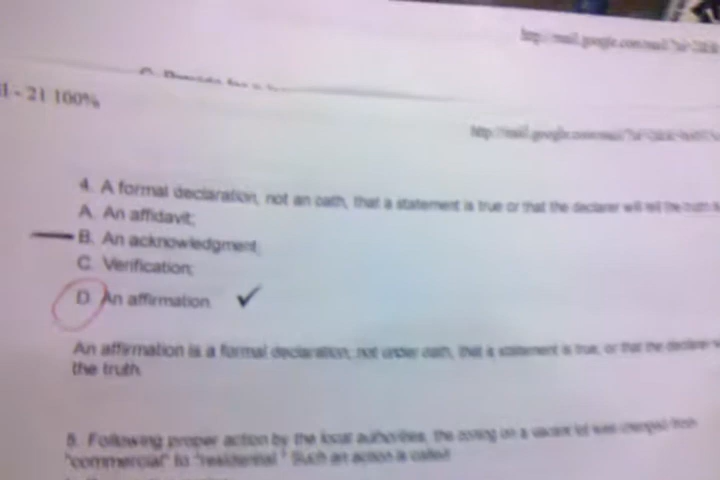 1 - 21 100%
4. A formal declaration, not an oath, that a statement is true or that the declarer will tell the truth
A. An affidavit;
B. An acknowledgment;
C. Verification;
D. An affirmation.
An affirmation is a formal declaration, not under oath, that a statement is true, or that the declarer
the truth.
5. Following proper action by the local authorities, the zoning on a vacant lot was changed from
"commercial" to "residential." Such an action is called: